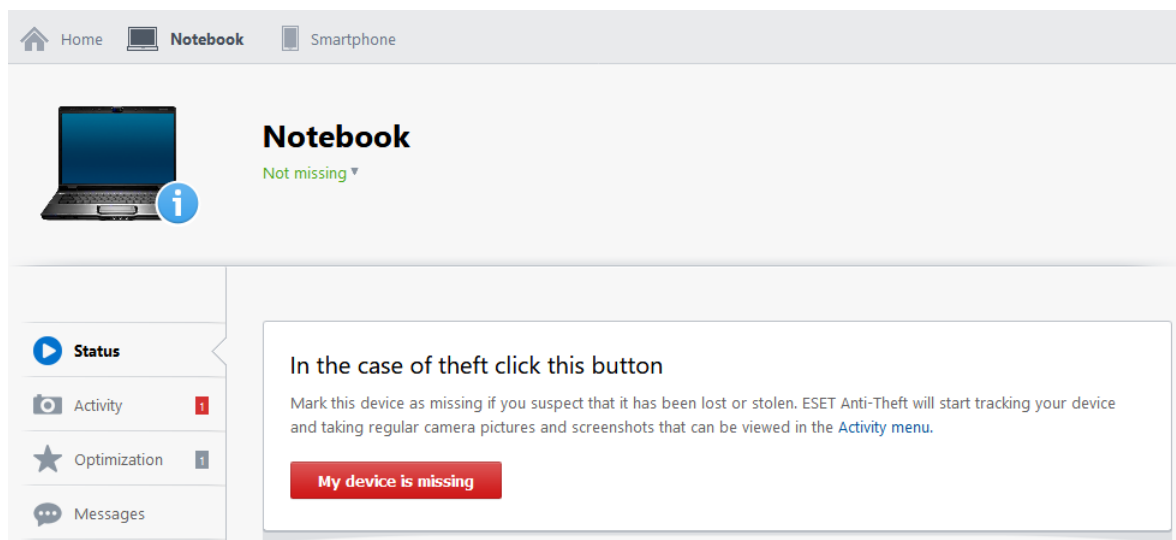 Home Notebook Smartphone
Notebook
Not missing
Status
Activity 1
Optimization 1
Messages
In the case of theft click this button
Mark this device as missing if you suspect that it has been lost or stolen. ESET Anti-Theft will start tracking your device
and taking regular camera pictures and screenshots that can be viewed in the Activity menu.
My device is missing